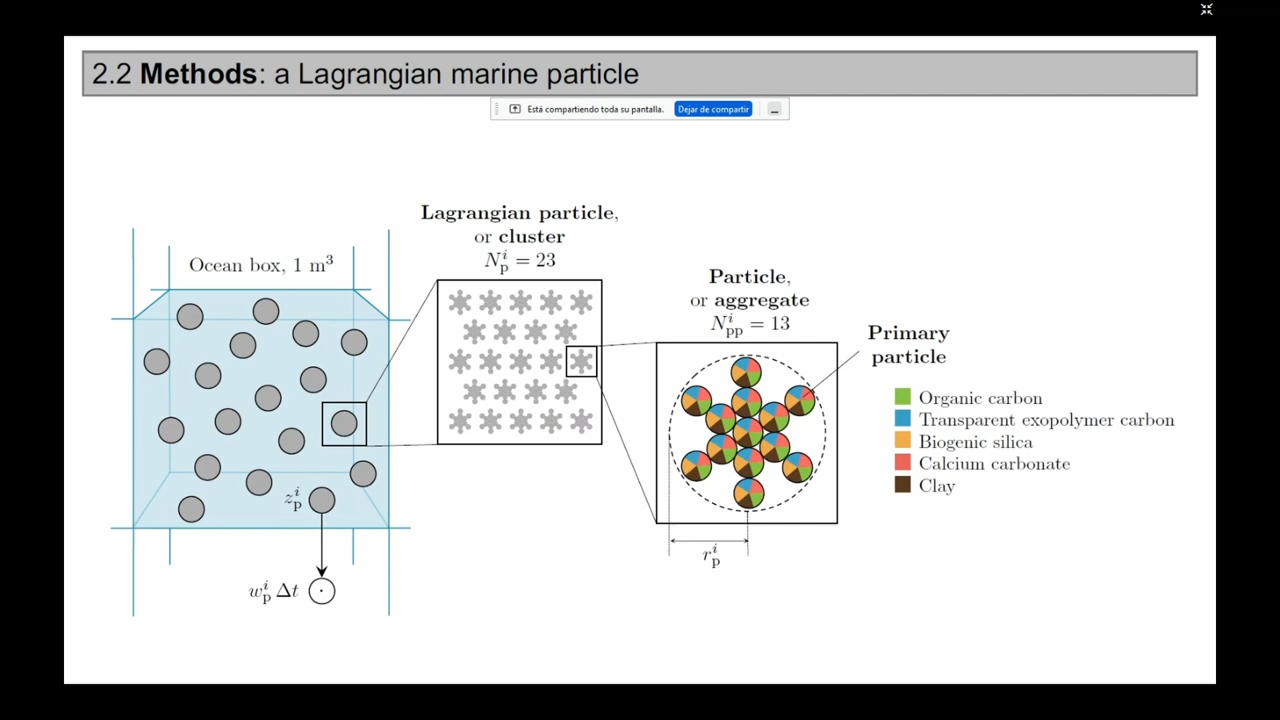 2.2 Methods: a Lagrangian marine particle
Está compartiendo toda su pantalla. Dejar de compartir
Lagrangian particle,
or cluster
N_p^i = 23
Ocean box, 1 m³
Particle,
or aggregate
N_pp^i = 13
Primary
particle
Organic carbon
Transparent exopolymer carbon
Biogenic silica
Calcium carbonate
Clay
z_p^i
r_p^i
w_p^i Δt